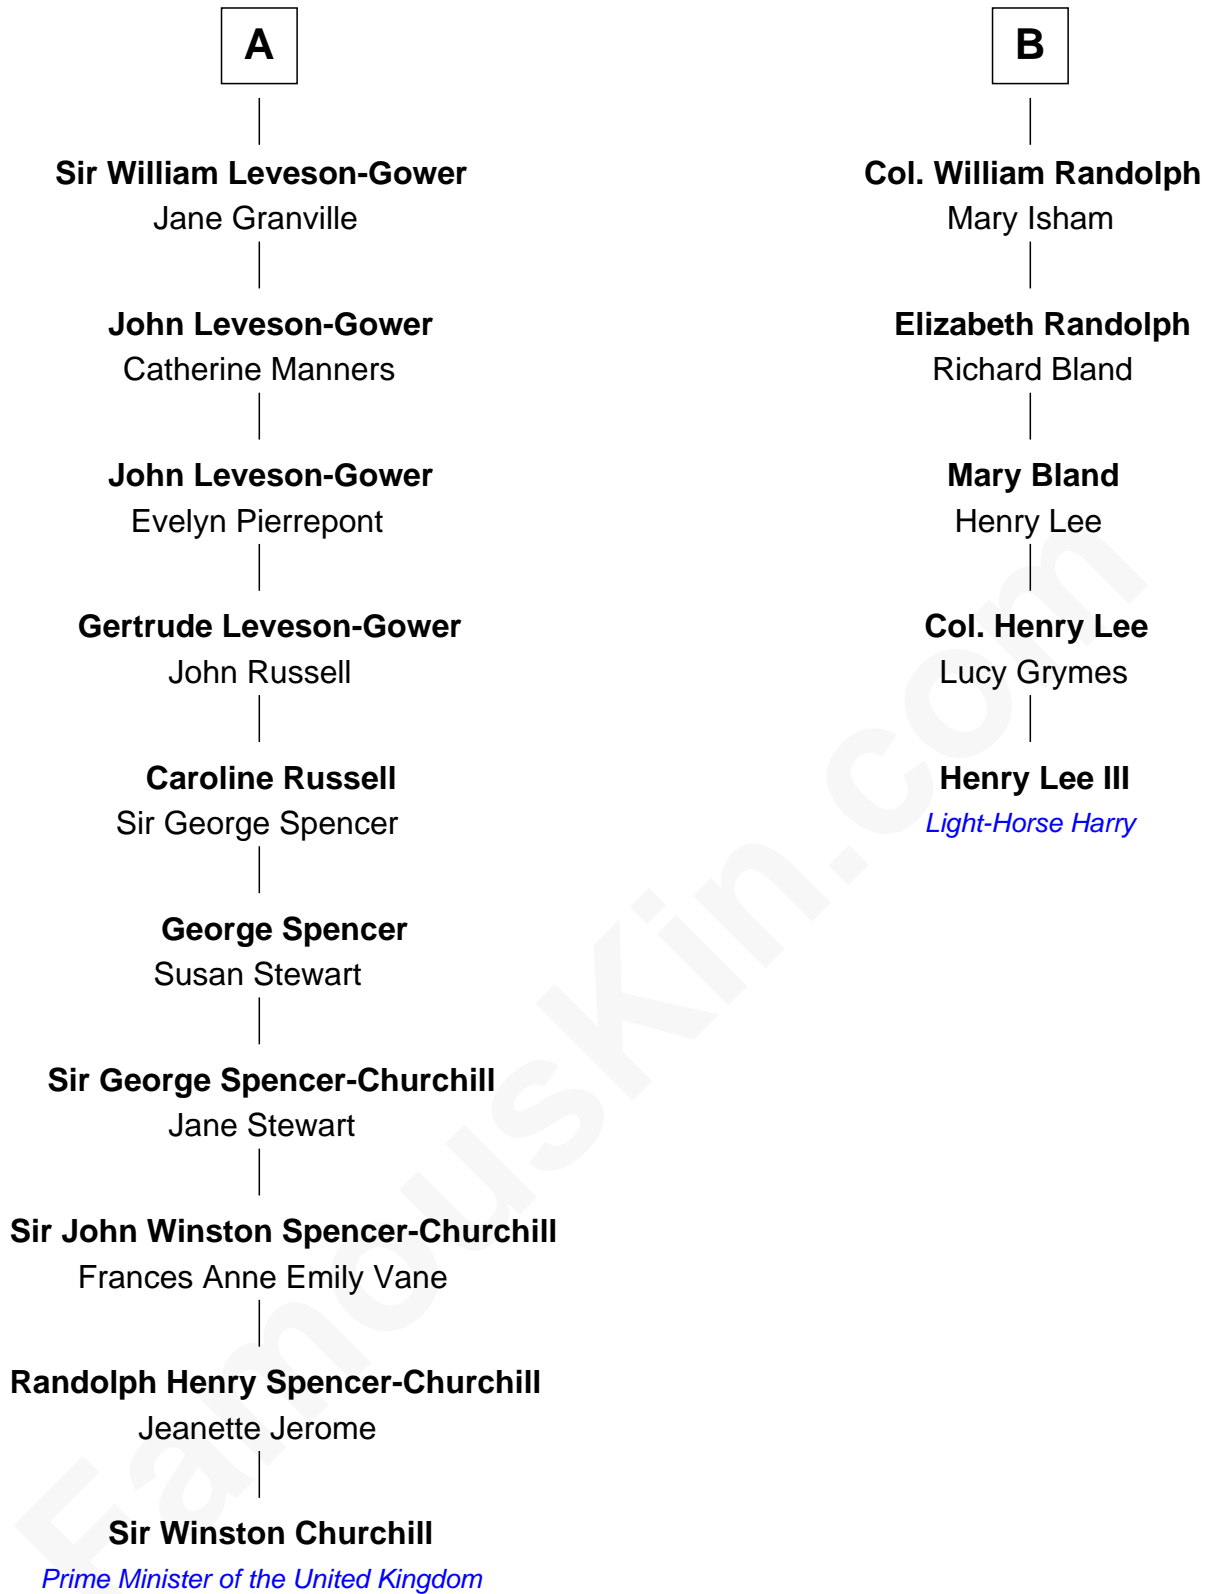 A
Sir William Leveson-Gower
Jane Granville
John Leveson-Gower
Catherine Manners
John Leveson-Gower
Evelyn Pierrepont
Gertrude Leveson-Gower
John Russell
Caroline Russell
Sir George Spencer
George Spencer
Susan Stewart
Sir George Spencer-Churchill
Jane Stewart
Sir John Winston Spencer-Churchill
Frances Anne Emily Vane
Randolph Henry Spencer-Churchill
Jeanette Jerome
Sir Winston Churchill
Prime Minister of the United Kingdom
B
Col. William Randolph
Mary Isham
Elizabeth Randolph
Richard Bland
Mary Bland
Henry Lee
Col. Henry Lee
Lucy Grymes
Henry Lee III
Light-Horse Harry
FamousKin.com